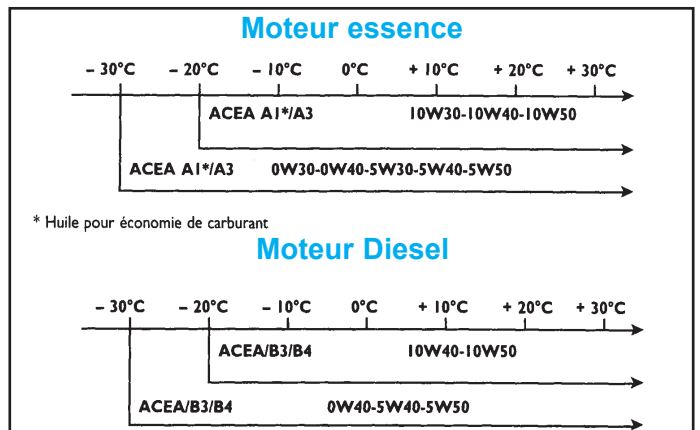 Moteur essence
- 30°C - 20°C - 10°C 0°C + 10°C + 20°C + 30°C
ACEA A1*/A3 10W30-10W40-10W50
ACEA A1*/A3 0W30-0W40-5W30-5W40-5W50
* Huile pour économie de carburant
Moteur Diesel
- 30°C - 20°C - 10°C 0°C + 10°C + 20°C + 30°C
ACEA/B3/B4 10W40-10W50
ACEA/B3/B4 0W40-5W40-5W50